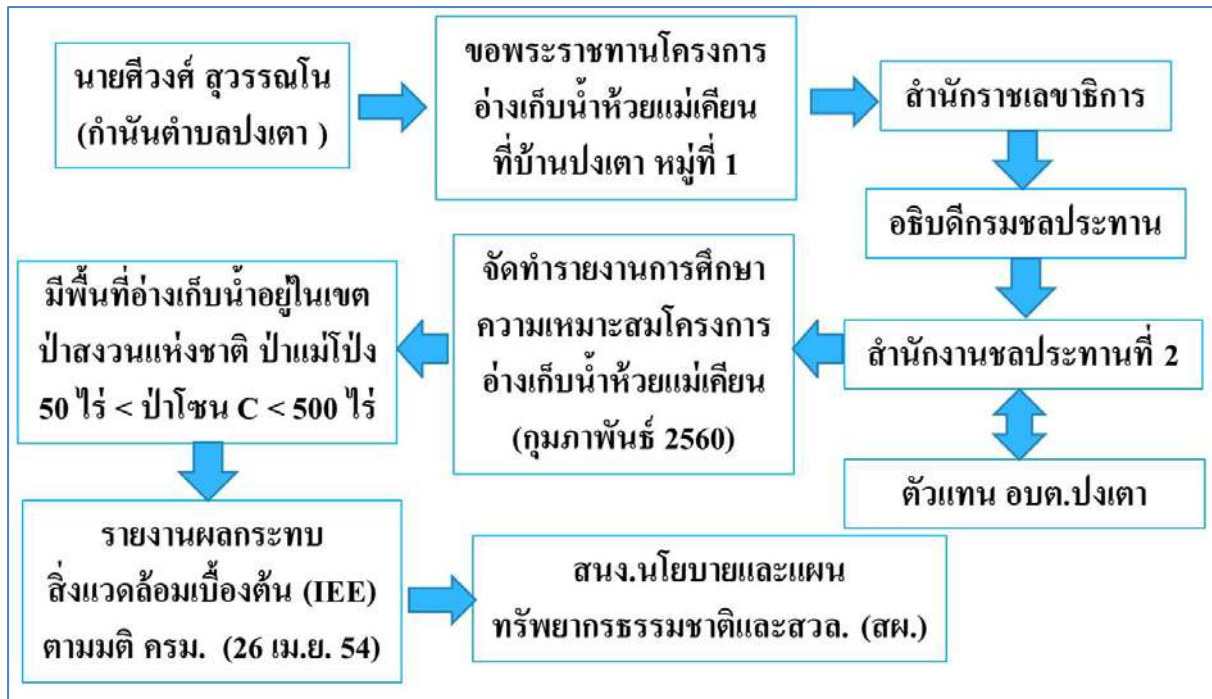 นายศีวงศ์ สุวรรณโน
(กำนันตำบลปงเตา )
ขอพระราชทานโครงการ
อ่างเก็บน้ำห้วยแม่เคียน
ที่บ้านปงเตา หมู่ที่ 1
สำนักราชเลขาธิการ
อธิบดีกรมชลประทาน
สำนักงานชลประทานที่ 2
ตัวแทน อบต.ปงเตา
จัดทำรายงานการศึกษา
ความเหมาะสมโครงการ
อ่างเก็บน้ำห้วยแม่เคียน
(กุมภาพันธ์ 2560)
มีพื้นที่อ่างเก็บน้ำอยู่ในเขต
ป่าสงวนแห่งชาติ ป่าแม่โป่ง
50 ไร่ < ป่าโซน C < 500 ไร่
รายงานผลกระทบ
สิ่งแวดล้อมเบื้องต้น (IEE)
ตามมติ ครม. (26 เม.ย. 54)
สนง.นโยบายและแผน
ทรัพยากรธรรมชาติและสวล. (สผ.)